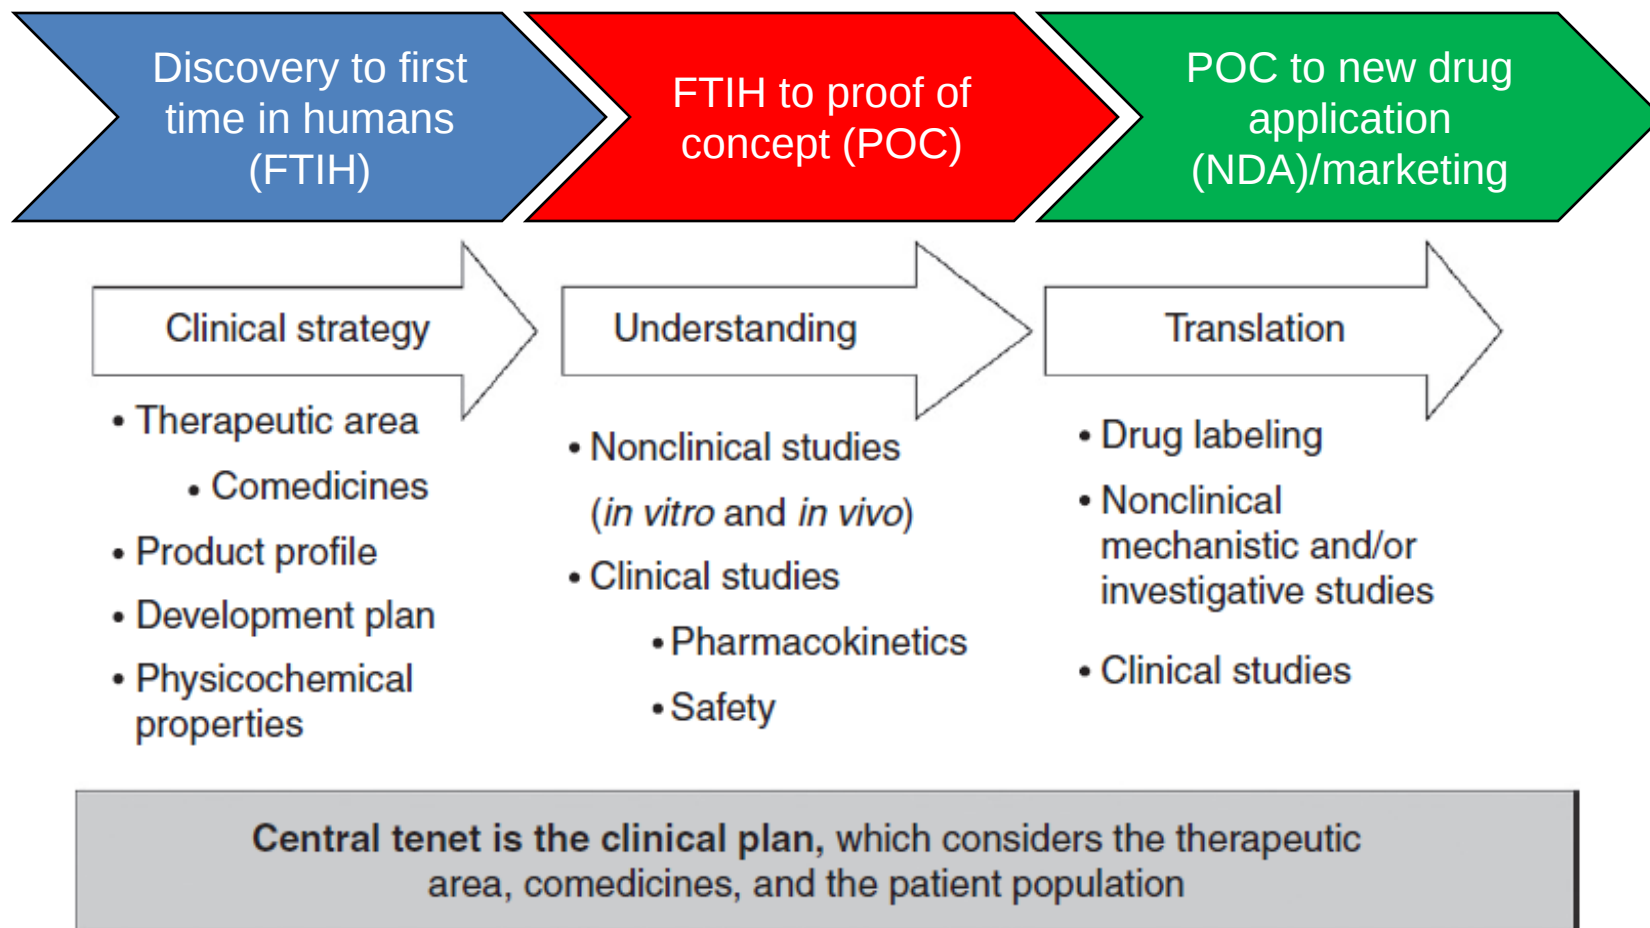 Discovery to first
time in humans
(FTIH)
FTIH to proof of
concept (POC)
POC to new drug
application
(NDA)/marketing
Clinical strategy
• Therapeutic area
• Comedicines
• Product profile
• Development plan
• Physicochemical
properties
Understanding
• Nonclinical studies
(in vitro and in vivo)
• Clinical studies
• Pharmacokinetics
• Safety
Translation
• Drug labeling
• Nonclinical
mechanistic and/or
investigative studies
• Clinical studies
Central tenet is the clinical plan, which considers the therapeutic
area, comedicines, and the patient population